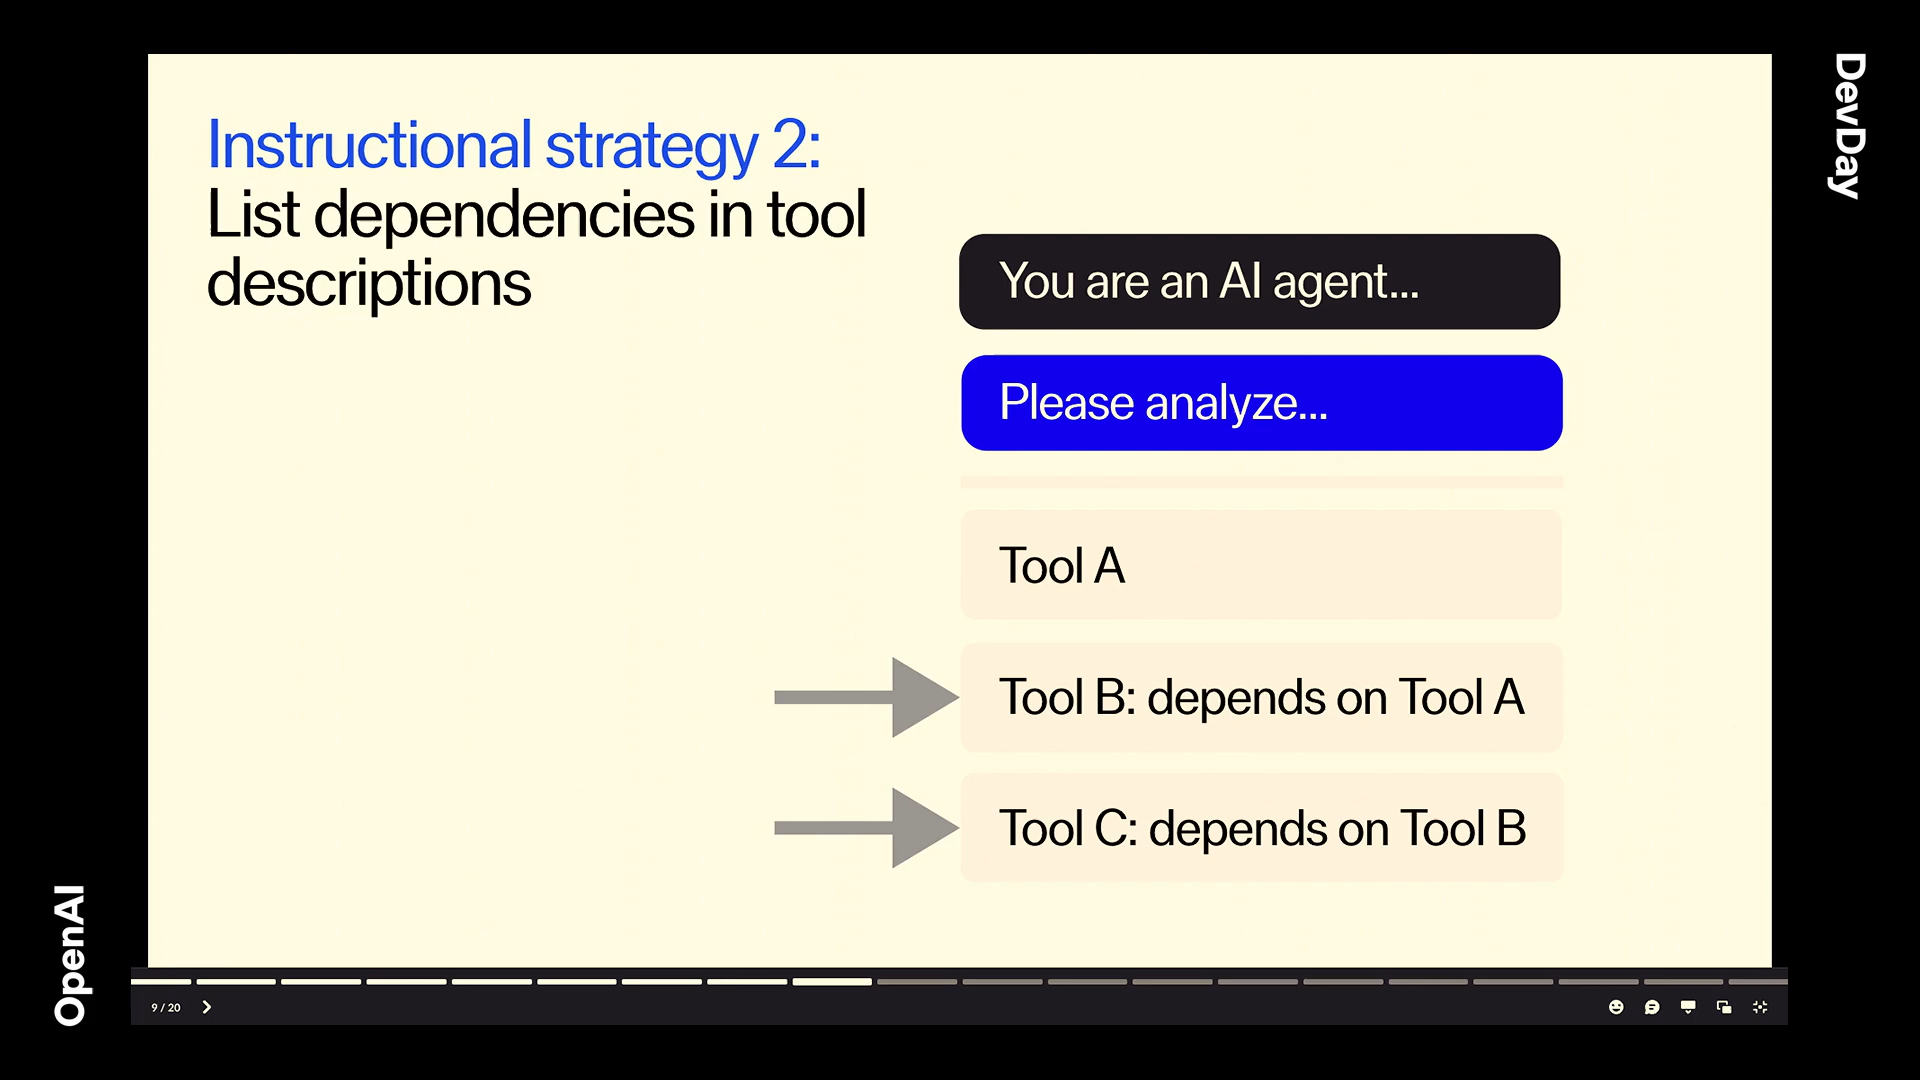 DevDay
Instructional strategy 2:
List dependencies in tool
descriptions
You are an AI agent...
Please analyze...
Tool A
Tool B: depends on Tool A
Tool C: depends on Tool B
OpenAI
9 / 20